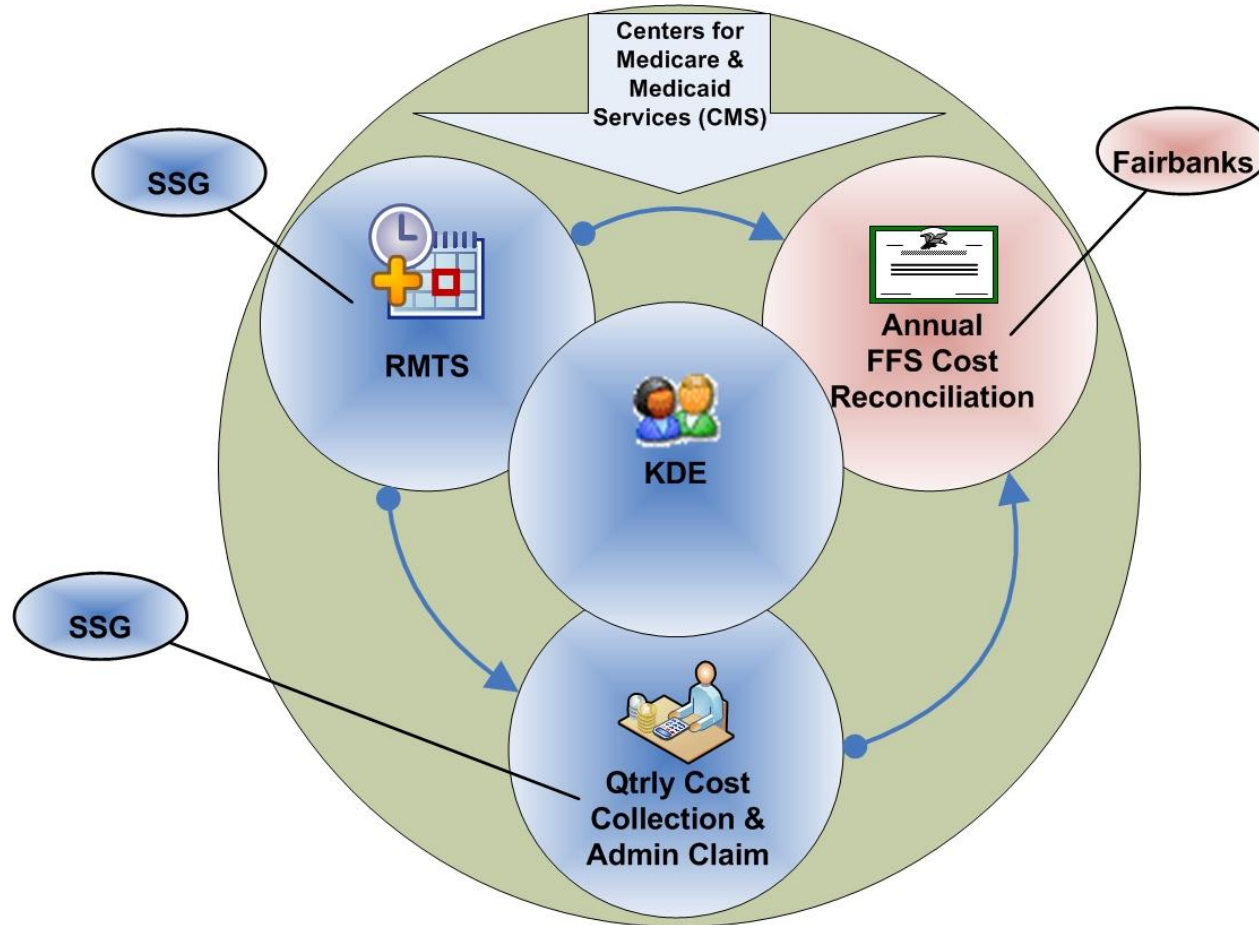 Centers for
Medicare &
Medicaid
Services (CMS)
SSG
Fairbanks
RMTS
Annual
FFS Cost
Reconciliation
KDE
SSG
Qtrly Cost
Collection &
Admin Claim